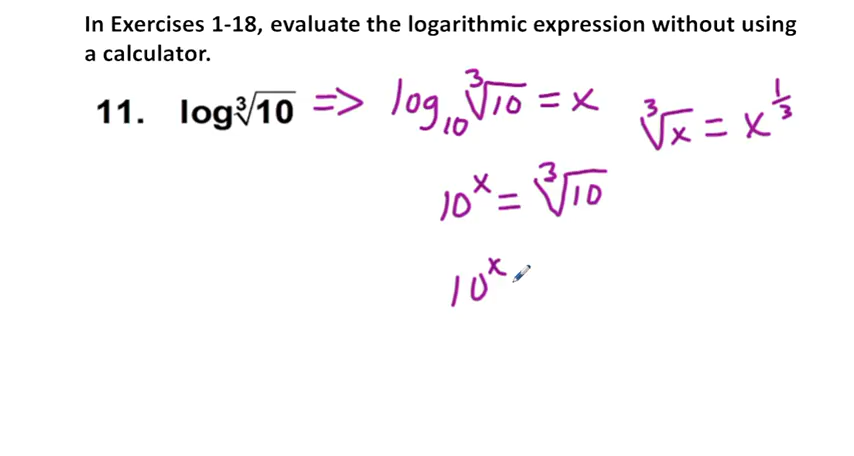 In Exercises 1-18, evaluate the logarithmic expression without using
a calculator.
11. log∛10 => log₁₀ ∛10 = x
∛x = x^(1/3)
10^x = ∛10
10^x